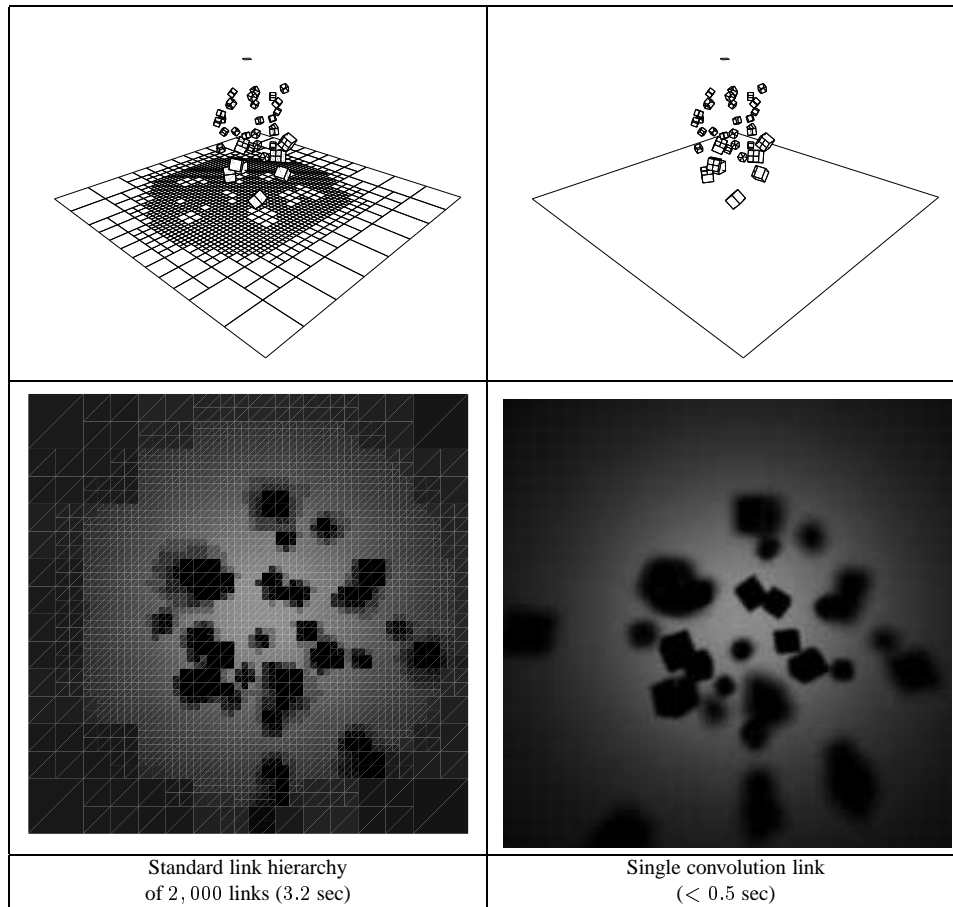 Standard link hierarchy
of 2,000 links (3.2 sec)
Single convolution link
(< 0.5 sec)